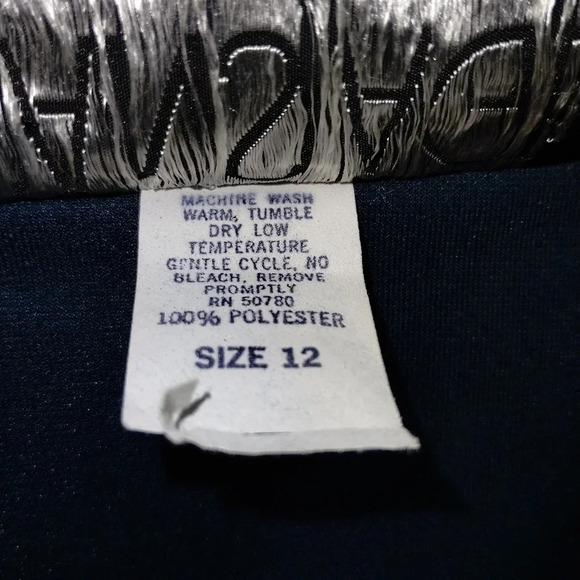 MACHINE WASH
WARM, TUMBLE
DRY LOW
TEMPERATURE
GENTLE CYCLE, NO
BLEACH, REMOVE
PROMPTLY
RN 50780
100% POLYESTER
SIZE 12